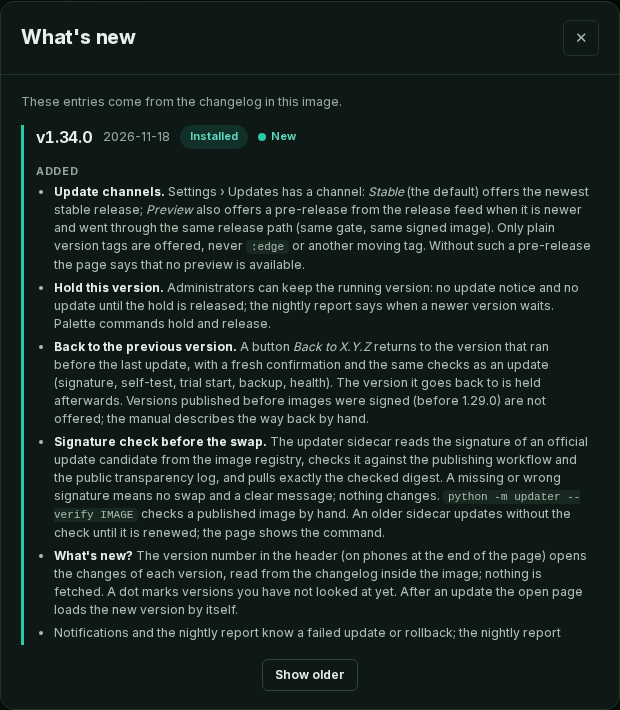 What's new
✕
These entries come from the changelog in this image.
v1.34.0 2026-11-18 Installed New
ADDED
• Update channels. Settings › Updates has a channel: Stable (the default) offers the newest
stable release; Preview also offers a pre-release from the release feed when it is newer
and went through the same release path (same gate, same signed image). Only plain
version tags are offered, never :edge or another moving tag. Without such a pre-release
the page says that no preview is available.
• Hold this version. Administrators can keep the running version: no update notice and no
update until the hold is released; the nightly report says when a newer version waits.
Palette commands hold and release.
• Back to the previous version. A button Back to X.Y.Z returns to the version that ran
before the last update, with a fresh confirmation and the same checks as an update
(signature, self-test, trial start, backup, health). The version it goes back to is held
afterwards. Versions published before images were signed (before 1.29.0) are not
offered; the manual describes the way back by hand.
• Signature check before the swap. The updater sidecar reads the signature of an official
update candidate from the image registry, checks it against the publishing workflow and
the public transparency log, and pulls exactly the checked digest. A missing or wrong
signature means no swap and a clear message; nothing changes. python -m updater --
verify IMAGE checks a published image by hand. An older sidecar updates without the
check until it is renewed; the page shows the command.
• What's new? The version number in the header (on phones at the end of the page) opens
the changes of each version, read from the changelog inside the image; nothing is
fetched. A dot marks versions you have not looked at yet. After an update the open page
loads the new version by itself.
• Notifications and the nightly report know a failed update or rollback; the nightly report
Show older